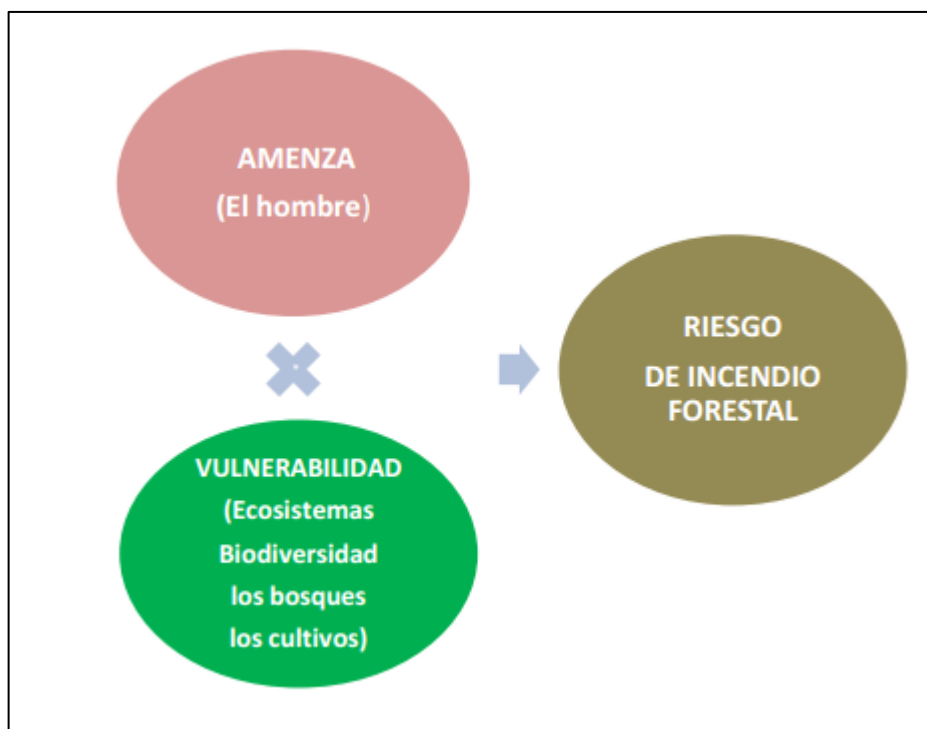 AMENZA
(El hombre)
VULNERABILIDAD
(Ecosistemas
Biodiversidad
los bosques
los cultivos)
RIESGO
DE INCENDIO
FORESTAL